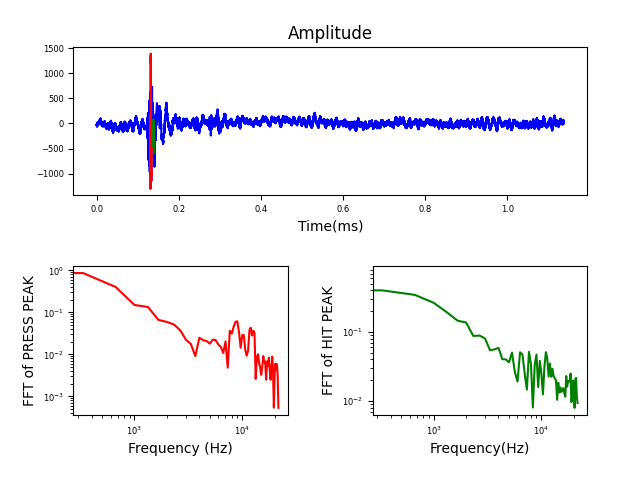 Amplitude
1500
1000
500
0
−500
−1000
0.0 0.2 0.4 0.6 0.8 1.0
Time(ms)
FFT of PRESS PEAK
10⁰
10⁻¹
10⁻²
10⁻³
10³ 10⁴
Frequency (Hz)
FFT of HIT PEAK
10⁻¹
10⁻²
10³ 10⁴
Frequency(Hz)